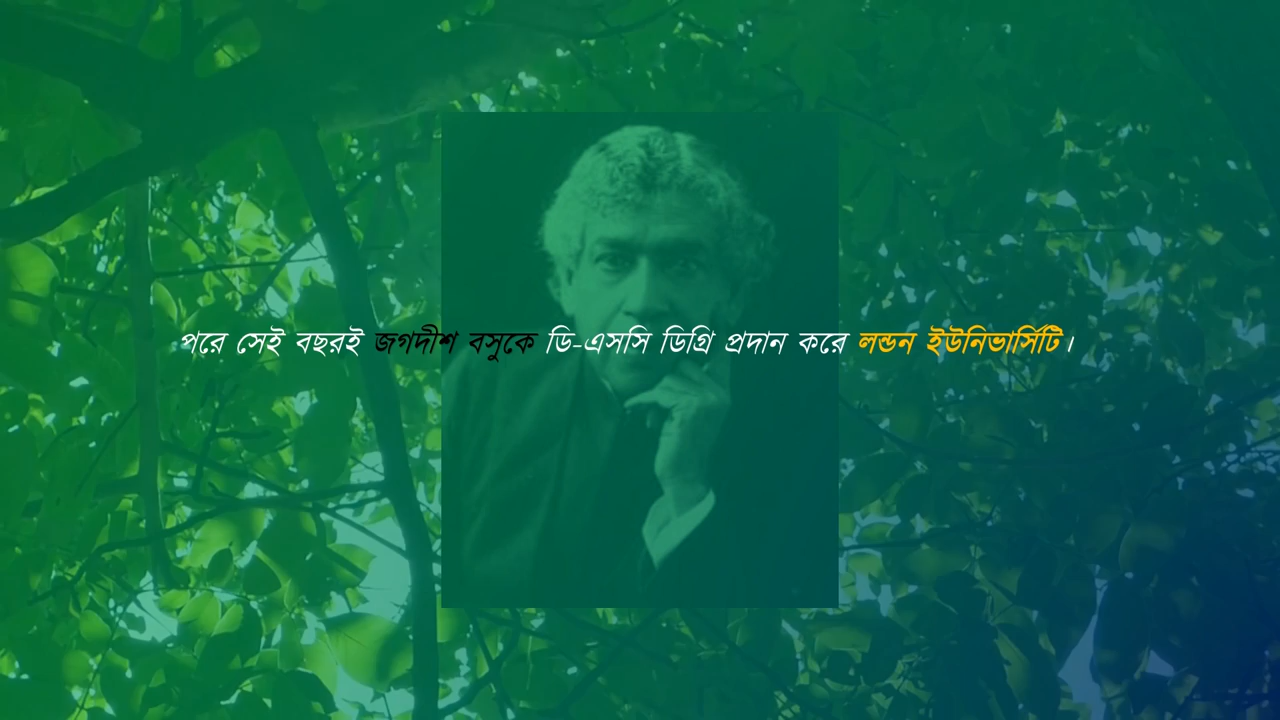 পরে সেই বছরই জগদীশ বসুকে ডি-এসসি ডিগ্রি প্রদান করে লন্ডন ইউনিভার্সিটি।